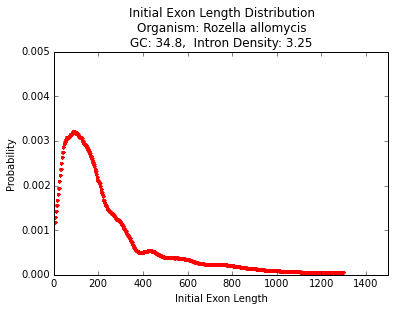 Initial Exon Length Distribution
Organism: Rozella allomycis
GC: 34.8, Intron Density: 3.25
0.005
0.004
0.003
0.002
0.001
0.000
Probability
0 200 400 600 800 1000 1200 1400
Initial Exon Length